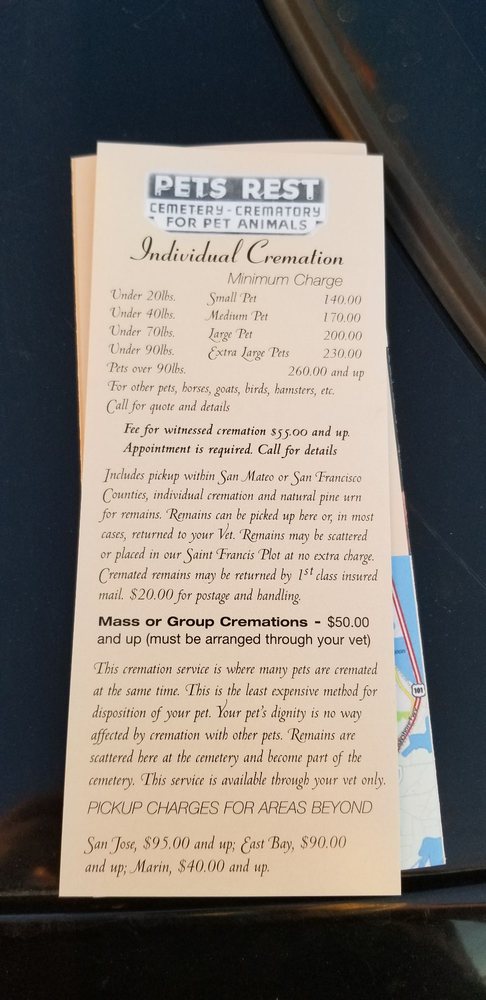 PETS REST
CEMETERY - CREMATORY
FOR PET ANIMALS
Individual Cremation
Minimum Charge
Under 20lbs. Small Pet 140.00
Under 40lbs. Medium Pet 170.00
Under 70lbs. Large Pet 200.00
Under 90lbs. Extra Large Pets 230.00
Pets over 90lbs. 260.00 and up
For other pets, horses, goats, birds, hamsters, etc.
Call for quote and details
Fee for witnessed cremation $55.00 and up.
Appointment is required. Call for details
Includes pickup within San Mateo or San Francisco
Counties, individual cremation and natural pine urn
for remains. Remains can be picked up here or, in most
cases, returned to your Vet. Remains may be scattered
or placed in our Saint Francis Plot at no extra charge.
Cremated remains may be returned by 1st class insured
mail. $20.00 for postage and handling.
Mass or Group Cremations - $50.00
and up (must be arranged through your vet)
This cremation service is where many pets are cremated
at the same time. This is the least expensive method for
disposition of your pet. Your pet's dignity is no way
affected by cremation with other pets. Remains are
scattered here at the cemetery and become part of the
cemetery. This service is available through your vet only.
PICKUP CHARGES FOR AREAS BEYOND
San Jose, $95.00 and up; East Bay, $90.00
and up; Marin, $40.00 and up.
101